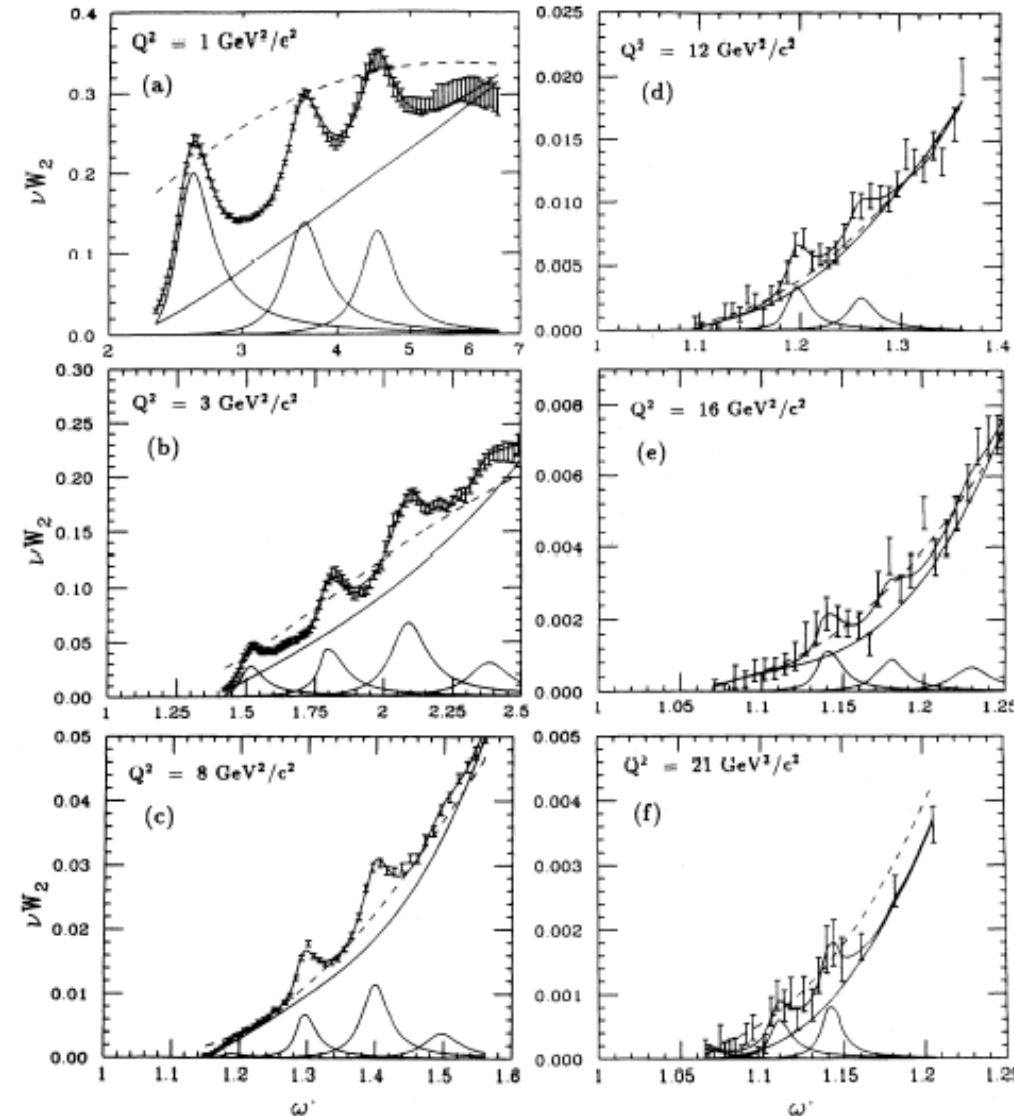 Q² = 1 GeV²/c²
(a)
0.4
0.3
0.2
0.1
0.0
νW₂
2 3 4 5 6 7
Q² = 3 GeV²/c²
(b)
0.30
0.25
0.20
0.15
0.10
0.05
0.00
νW₂
1 1.25 1.5 1.75 2 2.25 2.5
Q² = 8 GeV²/c²
(c)
0.05
0.04
0.03
0.02
0.01
0.00
νW₂
1 1.1 1.2 1.3 1.4 1.5 1.6
ω'
Q² = 12 GeV²/c²
(d)
0.025
0.020
0.015
0.010
0.005
0.000
1 1.1 1.2 1.3 1.4
Q² = 16 GeV²/c²
(e)
0.008
0.006
0.004
0.002
0.000
1 1.05 1.1 1.15 1.2 1.25
Q² = 21 GeV²/c²
(f)
0.005
0.004
0.003
0.002
0.001
0.000
1 1.05 1.1 1.15 1.2 1.25
ω'